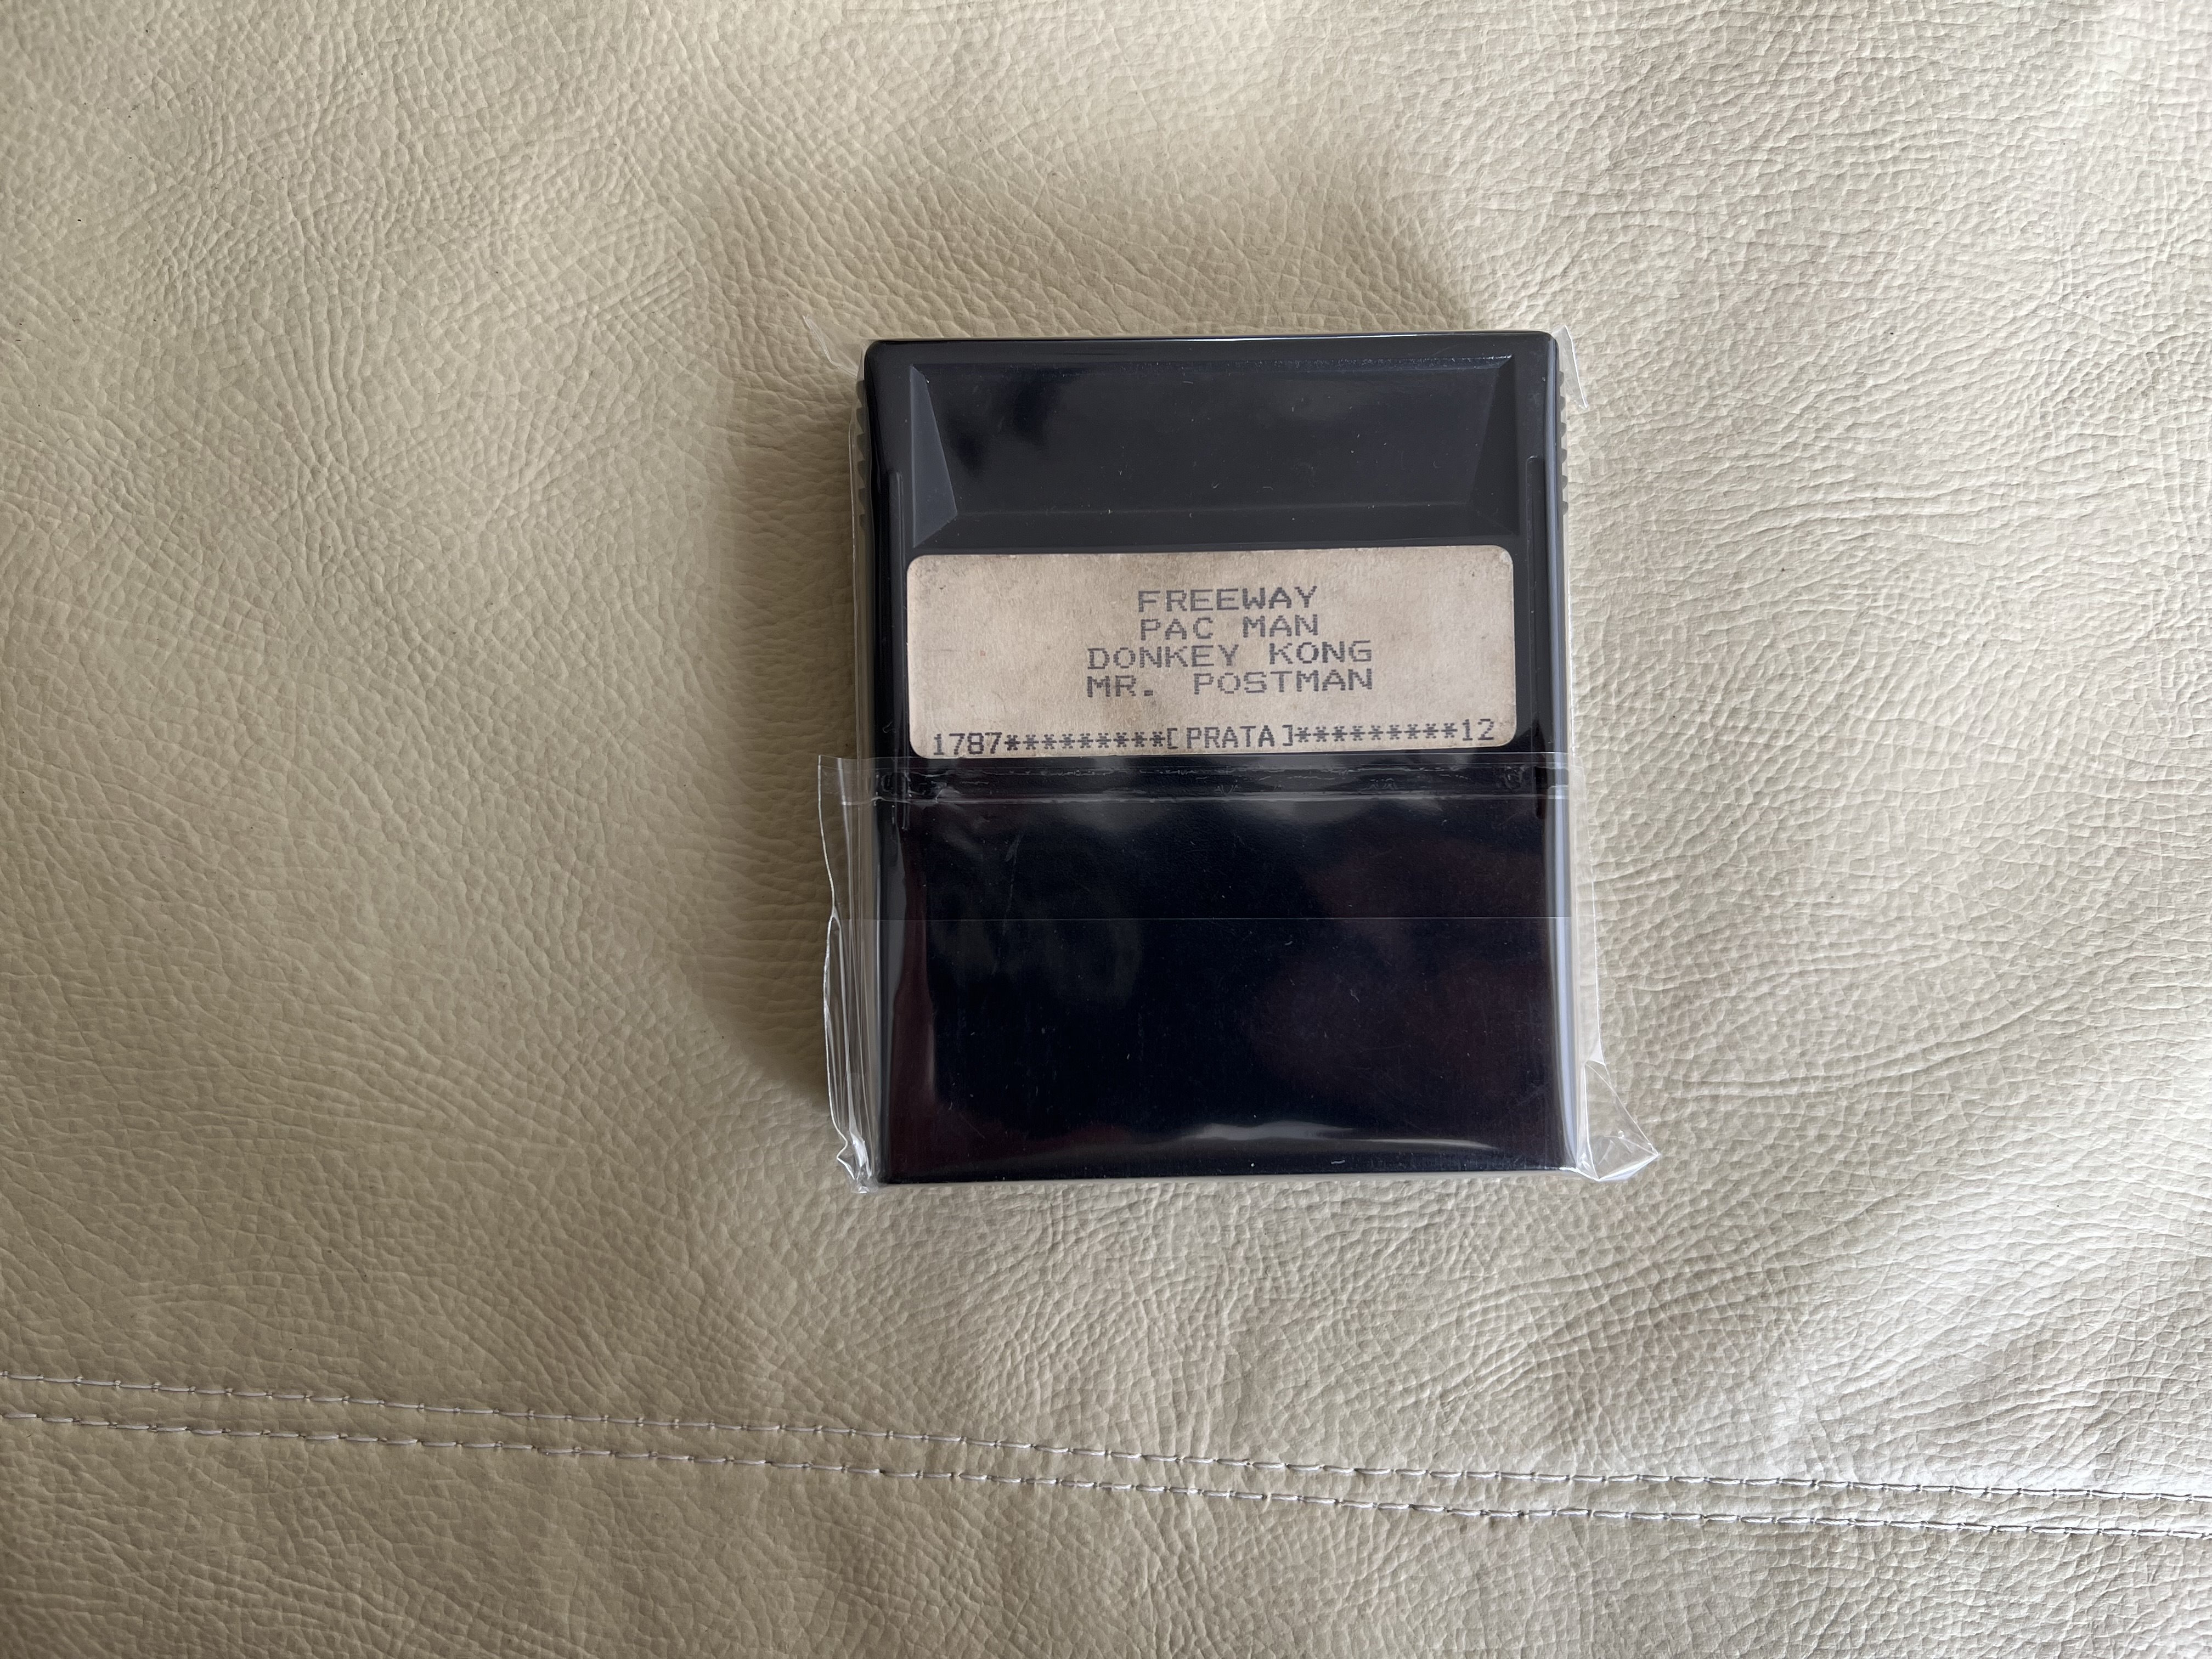 FREEWAY
PAC MAN
DONKEY KONG
MR. POSTMAN
1787*********[PRATA]*********12